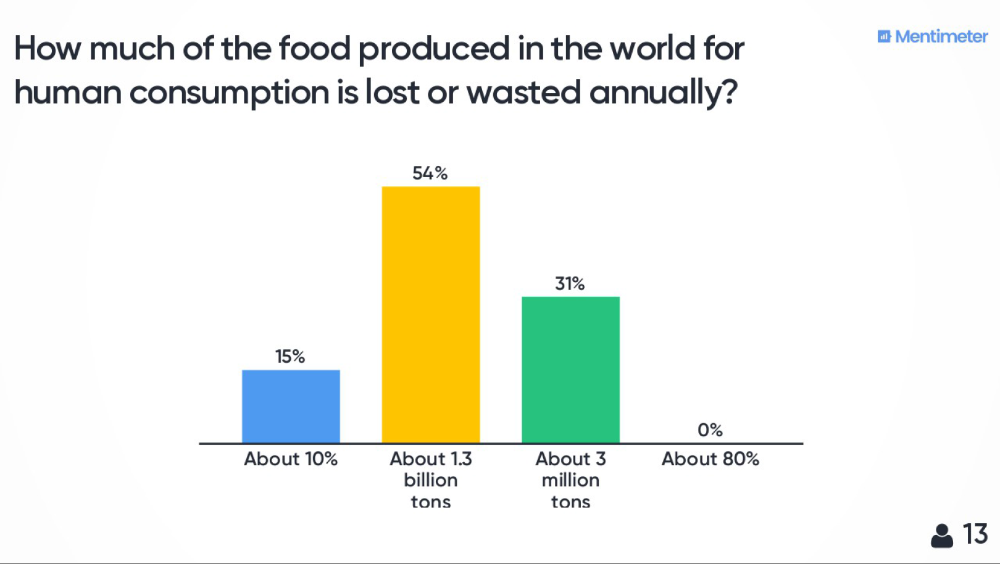 How much of the food produced in the world for
human consumption is lost or wasted annually?
Mentimeter
54%
31%
15%
0%
About 10%
About 1.3
billion
tons
About 3
million
tons
About 80%
13